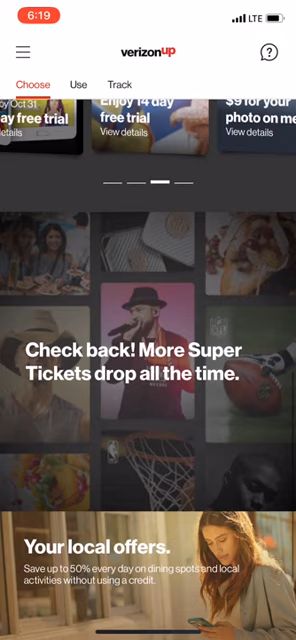 6:19
LTE
verizonup
Choose Use Track
oy Oct 31
ay free trial
etails
Enjoy 14 day
free trial
View details
$9 for your
photo on me
View details
Check back! More Super
Tickets drop all the time.
Your local offers.
Save up to 50% every day on dining spots and local
activities without using a credit.